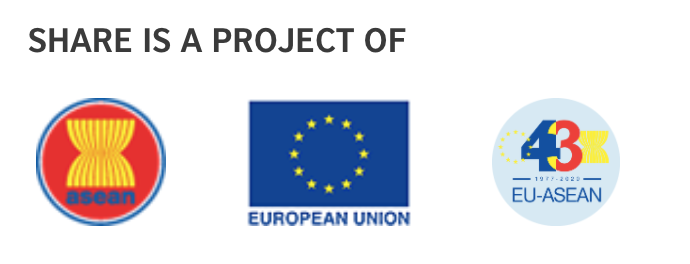 SHARE IS A PROJECT OF
asean
EUROPEAN UNION
43
1977-2020
EU-ASEAN